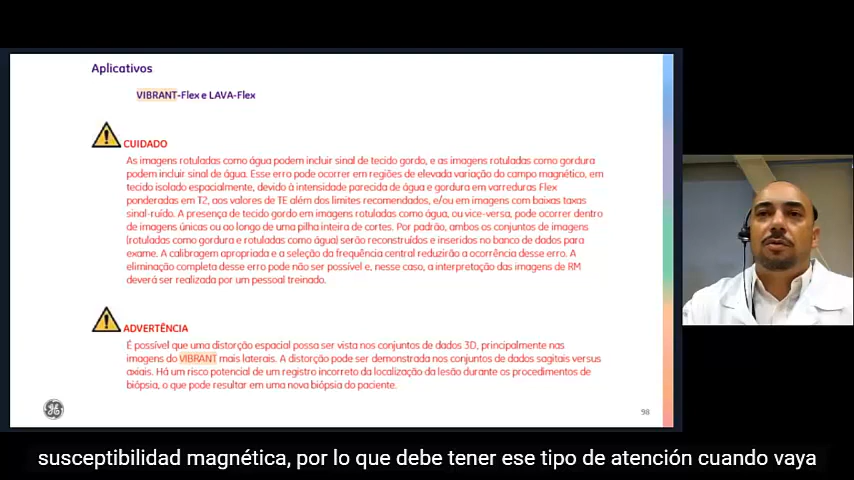 Aplicativos
VIBRANT-Flex e LAVA-Flex
CUIDADO
As imagens rotuladas como água podem incluir sinal de tecido gordo, e as imagens rotuladas como gordura
podem incluir sinal de água. Esse erro pode ocorrer em regiões de elevada variação do campo magnético, em
tecido isolado espacialmente, devido à intensidade parecida de água e gordura em varreduras Flex
ponderadas em T2, aos valores de TE além dos limites recomendados, e/ou em imagens com baixas taxas
sinal-ruído. A presença de tecido gordo em imagens rotuladas como água, ou vice-versa, pode ocorrer dentro
de imagens únicas ou ao longo de uma pilha inteira de cortes. Por padrão, ambos os conjuntos de imagens
(rotuladas como gordura e rotuladas como água) serão reconstruídos e inseridos no banco de dados para
exame. A calibragem apropriada e a seleção da frequência central reduzirão a ocorrência desse erro. A
eliminação completa desse erro pode não ser possível e, nesse caso, a interpretação das imagens de RM
deverá ser realizada por um pessoal treinado.
ADVERTÊNCIA
É possível que uma distorção espacial possa ser vista nos conjuntos de dados 3D, principalmente nas
imagens do VIBRANT mais laterais. A distorção pode ser demonstrada nos conjuntos de dados sagitais versus
axiais. Há um risco potencial de um registro incorreto da localização da lesão durante os procedimentos de
biópsia, o que pode resultar em uma nova biópsia do paciente.
98
susceptibilidad magnética, por lo que debe tener ese tipo de atención cuando vaya